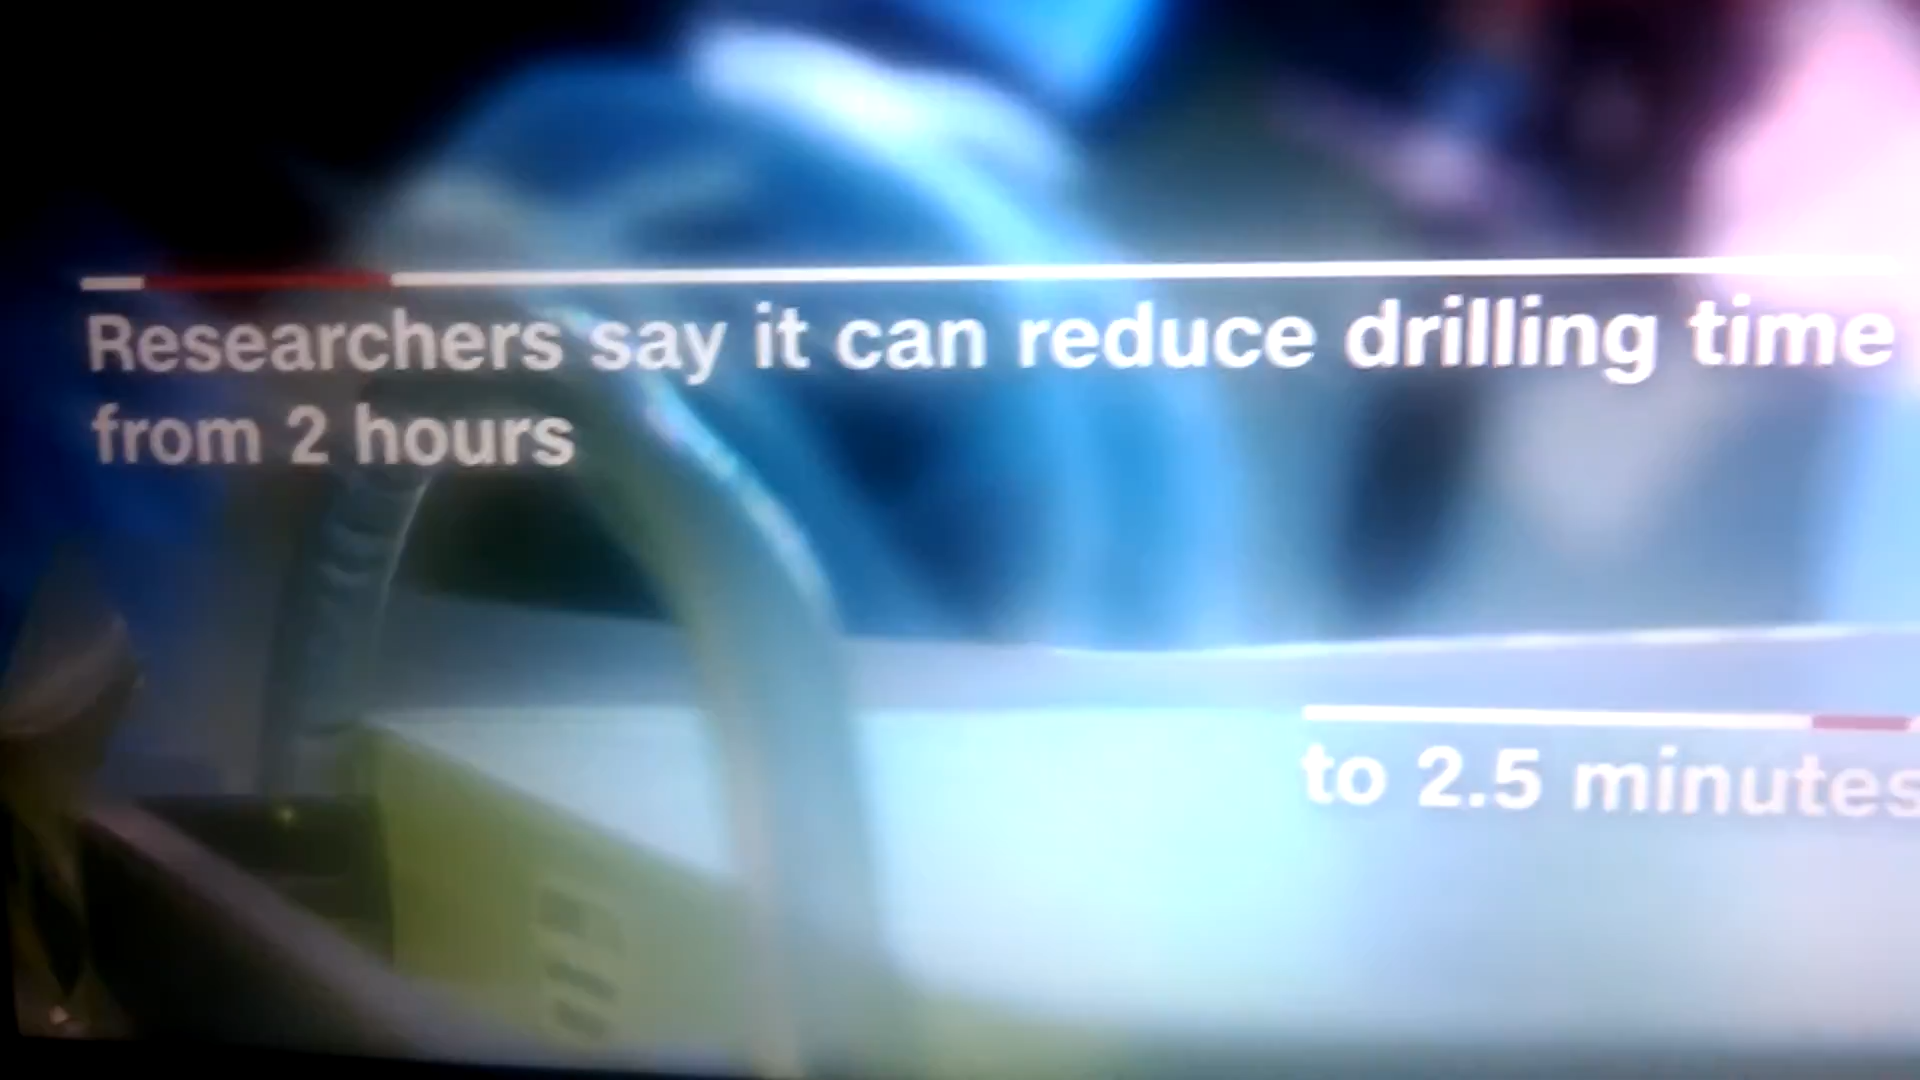 Researchers say it can reduce drilling time
from 2 hours
to 2.5 minutes